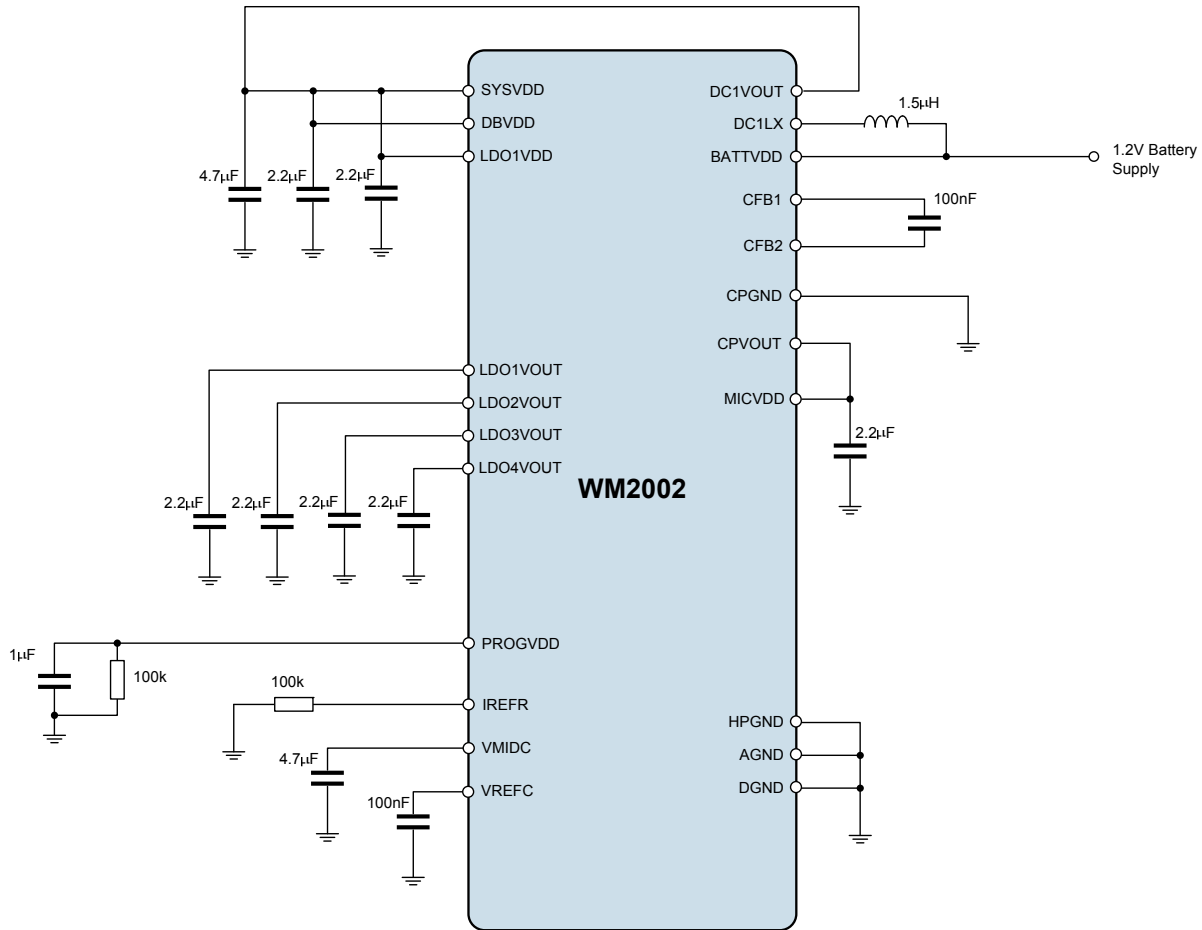 SYSVDD
DBVDD
LDO1VDD
4.7µF
2.2µF
2.2µF
LDO1VOUT
LDO2VOUT
LDO3VOUT
LDO4VOUT
2.2µF
2.2µF
2.2µF
2.2µF
PROGVDD
1µF
100k
100k
IREFR
4.7µF
VMIDC
100nF
VREFC
WM2002
DC1VOUT
1.5µH
DC1LX
BATTVDD
1.2V Battery
Supply
CFB1
100nF
CFB2
CPGND
CPVOUT
MICVDD
2.2µF
HPGND
AGND
DGND